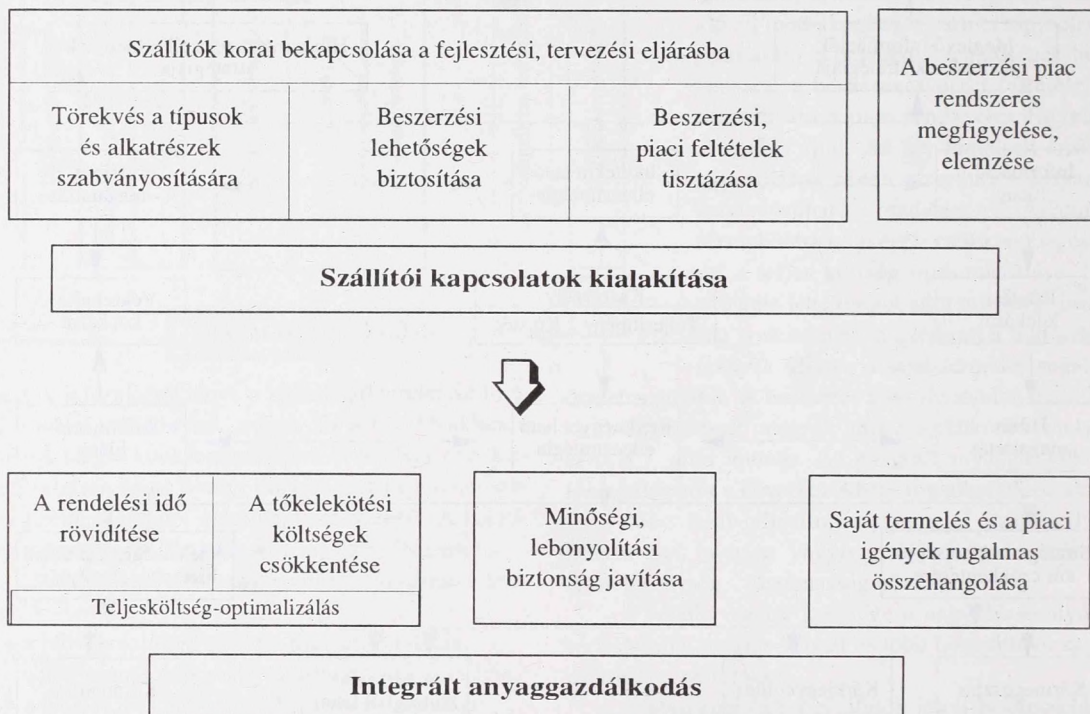 Szállítók korai bekapcsolása a fejlesztési, tervezési eljárásba
Törekvés a típusok
és alkatrészek
szabványosítására
Beszerzési
lehetőségek
biztosítása
Beszerzési,
piaci feltételek
tisztázása
A beszerzési piac
rendszeres
megfigyelése,
elemzése
Szállítói kapcsolatok kialakítása
A rendelési idő
rövidítése
A tőkelekötési
költségek
csökkentése
Teljesköltség-optimalizálás
Minőségi,
lebonyolítási
biztonság javítása
Saját termelés és a piaci
igények rugalmas
összehangolása
Integrált anyaggazdálkodás